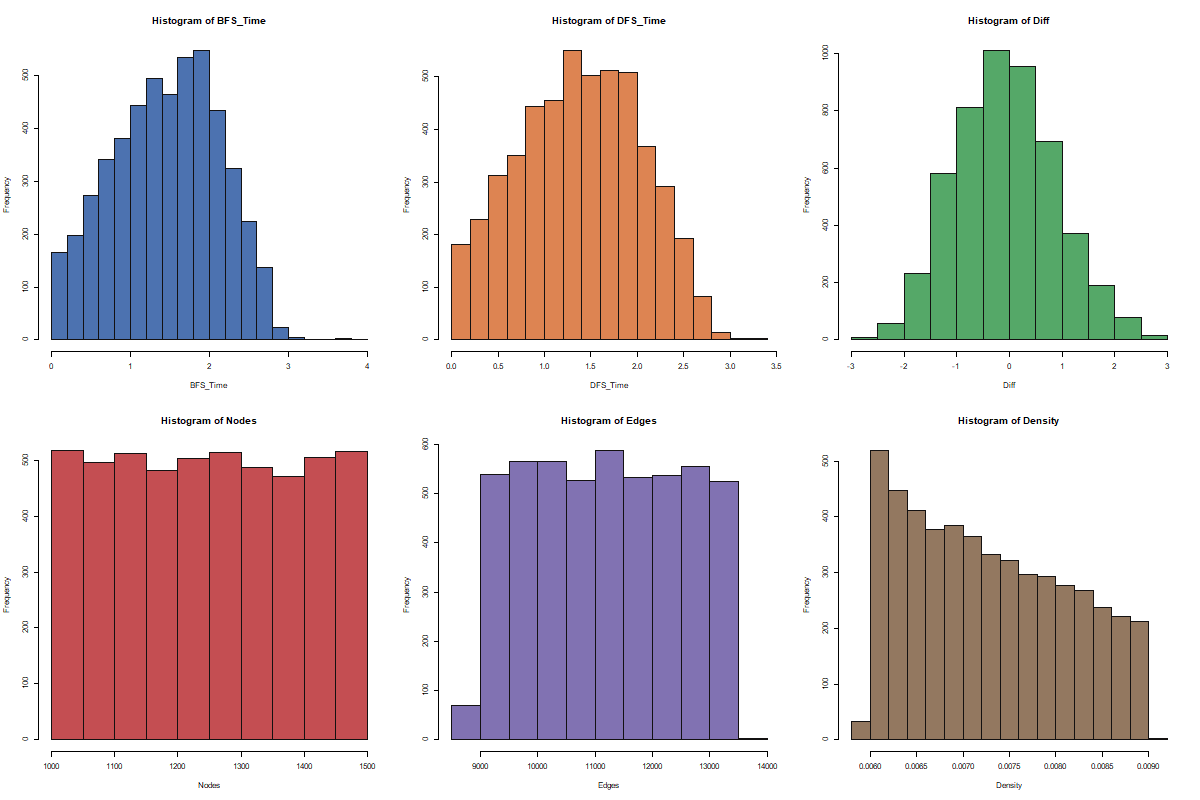 Histogram of BFS_Time
Frequency
500
400
300
200
100
0
0 1 2 3 4
BFS_Time
Histogram of DFS_Time
Frequency
500
400
300
200
100
0
0.0 0.5 1.0 1.5 2.0 2.5 3.0 3.5
DFS_Time
Histogram of Diff
Frequency
1000
800
600
400
200
0
-3 -2 -1 0 1 2 3
Diff
Histogram of Nodes
Frequency
500
400
300
200
100
0
1000 1100 1200 1300 1400 1500
Nodes
Histogram of Edges
Frequency
600
500
400
300
200
100
0
9000 10000 11000 12000 13000 14000
Edges
Histogram of Density
Frequency
500
400
300
200
100
0
0.0060 0.0065 0.0070 0.0075 0.0080 0.0085 0.0090
Density